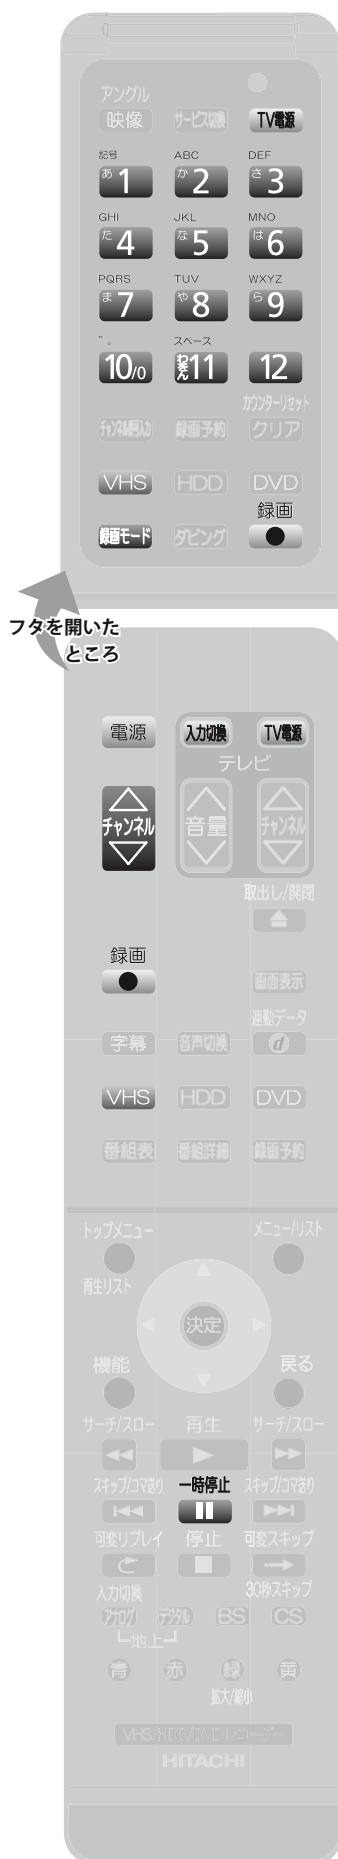 アングル
映像 サービス切換 TV電源
記号 ABC DEF
あ1 か2 さ3
GHI JKL MNO
た4 な5 は6
PQRS TUV WXYZ
ま7 や8 ら9
"。 スペース
10/0 わをん11 12
カウンターリセット
チャンネル番号入力 録画予約 クリア
VHS HDD DVD
録画
録画モード ダビング
フタを開いた
ところ
電源 入力切換 TV電源
テレビ
チャンネル 音量 チャンネル
取出し/開閉
録画
画面表示
連動データ
字幕 音声切換 d
VHS HDD DVD
番組表 番組詳細 録画予約
トップメニュー メニュー/リスト
再生リスト
決定
機能 戻る
サーチ/スロー 再生 サーチ/スロー
スキップ/コマ送り 一時停止 スキップ/コマ送り
可変リプレイ 停止 可変スキップ
入力切換 30秒スキップ
アナログ デジタル BS CS
地上
青 赤 緑 黄
拡大/縮小
VHS/HDD/DVDレコーダー
HITACHI